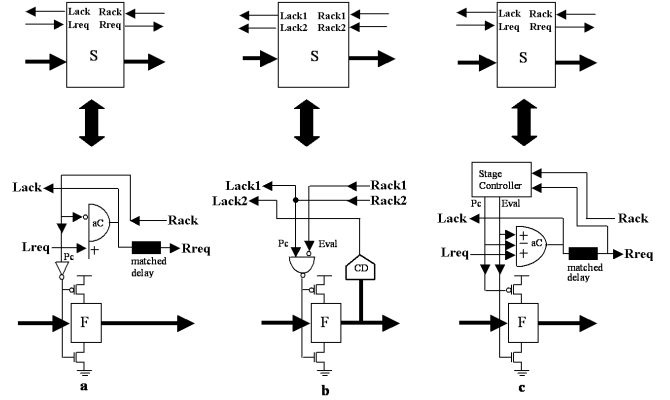 Lack Rack
Lreq Rreq
S
Lack1 Rack1
Lack2 Rack2
S
Lack Rack
Lreq Rreq
S
Lack
aC
Rack
Lreq
+
Pc
matched
delay
Rreq
F
a
Lack1 Rack1
Lack2 Rack2
Pc Eval
CD
F
b
Stage
Controller
Pc Eval
Lack
Rack
Lreq
+
−
+
aC
matched
delay
Rreq
F
c